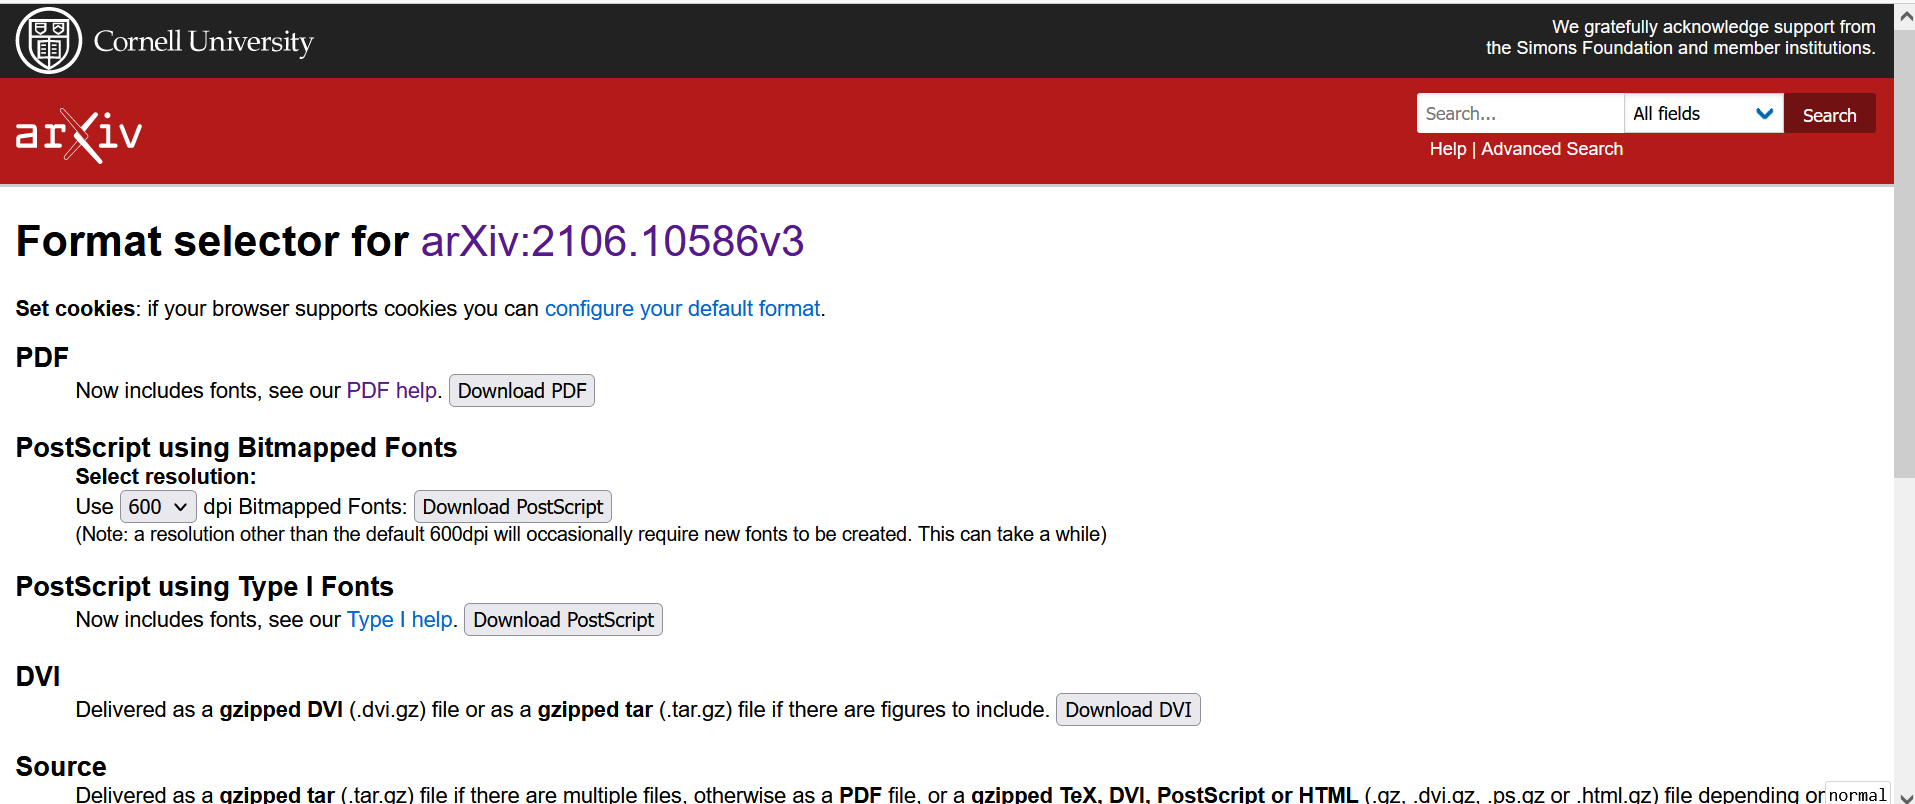 Cornell University
We gratefully acknowledge support from
the Simons Foundation and member institutions.
arXiv
Search...
All fields
Search
Help | Advanced Search
Format selector for arXiv:2106.10586v3
Set cookies: if your browser supports cookies you can configure your default format.
PDF
Now includes fonts, see our PDF help. Download PDF
PostScript using Bitmapped Fonts
Select resolution:
Use 600 dpi Bitmapped Fonts: Download PostScript
(Note: a resolution other than the default 600dpi will occasionally require new fonts to be created. This can take a while)
PostScript using Type I Fonts
Now includes fonts, see our Type I help. Download PostScript
DVI
Delivered as a gzipped DVI (.dvi.gz) file or as a gzipped tar (.tar.gz) file if there are figures to include. Download DVI
Source
Delivered as a gzipped tar (.tar.gz) file if there are multiple files, otherwise as a PDF file, or a gzipped TeX, DVI, PostScript or HTML (.gz, .dvi.gz, .ps.gz or .html.gz) file depending on
normal